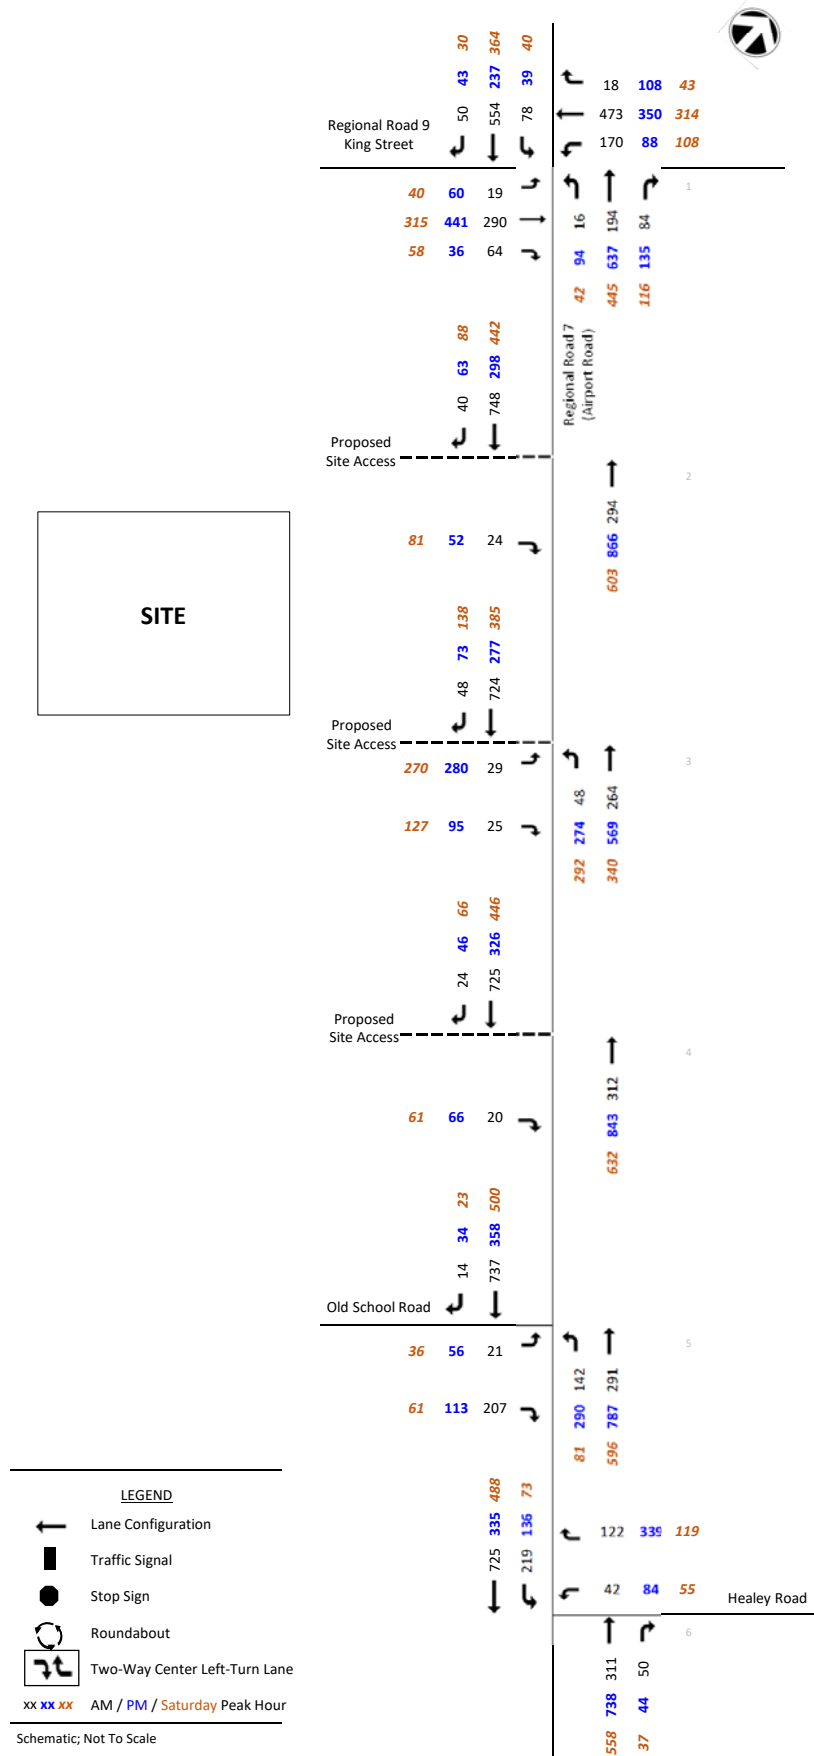 30 364 40
43 237 39
50 554 78
18 108 43
473 350 314
170 88 108
Regional Road 9
King Street
40 60 19
315 441 290
58 36 64
1
16 194 84
94 637 135
42 445 116
Regional Road 7
(Airport Road)
88 442
63 298
40 748
Proposed
Site Access
2
294
866
603
81 52 24
SITE
138 385
73 277
48 724
Proposed
Site Access
3
270 280 29
127 95 25
48 264
274 569
292 340
66 446
46 326
24 725
Proposed
Site Access
4
312
843
632
61 66 20
23 500
34 358
14 737
Old School Road
5
36 56 21
61 113 207
142 291
290 787
81 596
488 73
335 136
725 219
122 339 119
42 84 55
Healey Road
6
311 50
738 44
558 37
LEGEND
Lane Configuration
Traffic Signal
Stop Sign
Roundabout
Two-Way Center Left-Turn Lane
xx xx xx AM / PM / Saturday Peak Hour
Schematic; Not To Scale